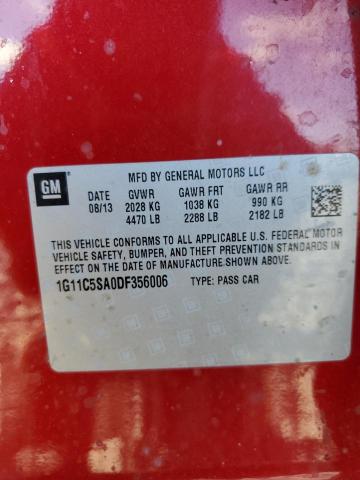 GM
MFD BY GENERAL MOTORS LLC
DATE GVWR GAWR FRT GAWR RR
08/13 2028 KG 1038 KG 990 KG
4470 LB 2288 LB 2182 LB
THIS VEHICLE CONFORMS TO ALL APPLICABLE U.S. FEDERAL MOTOR
VEHICLE SAFETY, BUMPER, AND THEFT PREVENTION STANDARDS IN
EFFECT ON THE DATE OF MANUFACTURE SHOWN ABOVE.
1G11C5SA0DF356006 TYPE: PASS CAR